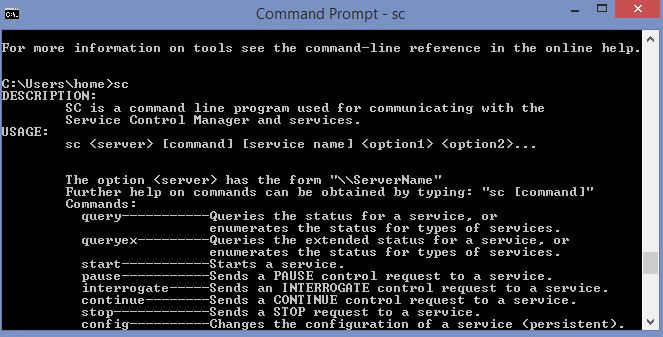 Command Prompt - sc
For more information on tools see the command-line reference in the online help.
C:\Users\home>sc
DESCRIPTION:
SC is a command line program used for communicating with the
Service Control Manager and services.
USAGE:
sc <server> [command] [service name] <option1> <option2>...
The option <server> has the form "\\ServerName"
Further help on commands can be obtained by typing: "sc [command]"
Commands:
query-----------Queries the status for a service, or
enumerates the status for types of services.
queryex---------Queries the extended status for a service, or
enumerates the status for types of services.
start-----------Starts a service.
pause-----------Sends a PAUSE control request to a service.
interrogate-----Sends an INTERROGATE control request to a service.
continue--------Sends a CONTINUE control request to a service.
stop------------Sends a STOP request to a service.
config----------Changes the configuration of a service (persistent).